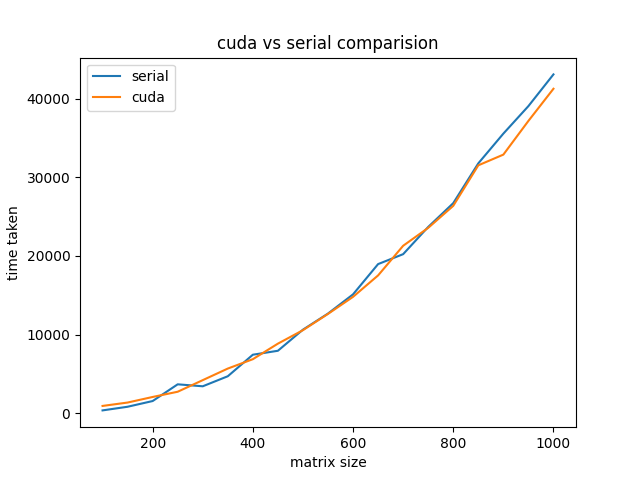 cuda vs serial comparision
serial
cuda
40000
30000
20000
10000
0
time taken
200 400 600 800 1000
matrix size